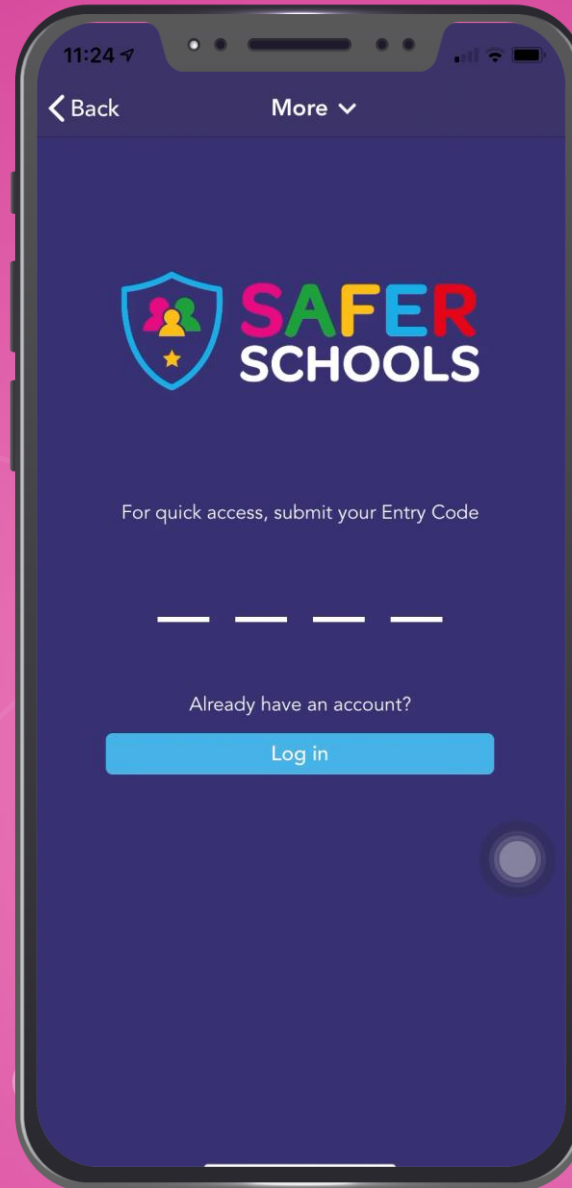 11:24
Back
More
SAFER
SCHOOLS
For quick access, submit your Entry Code
Already have an account?
Log in